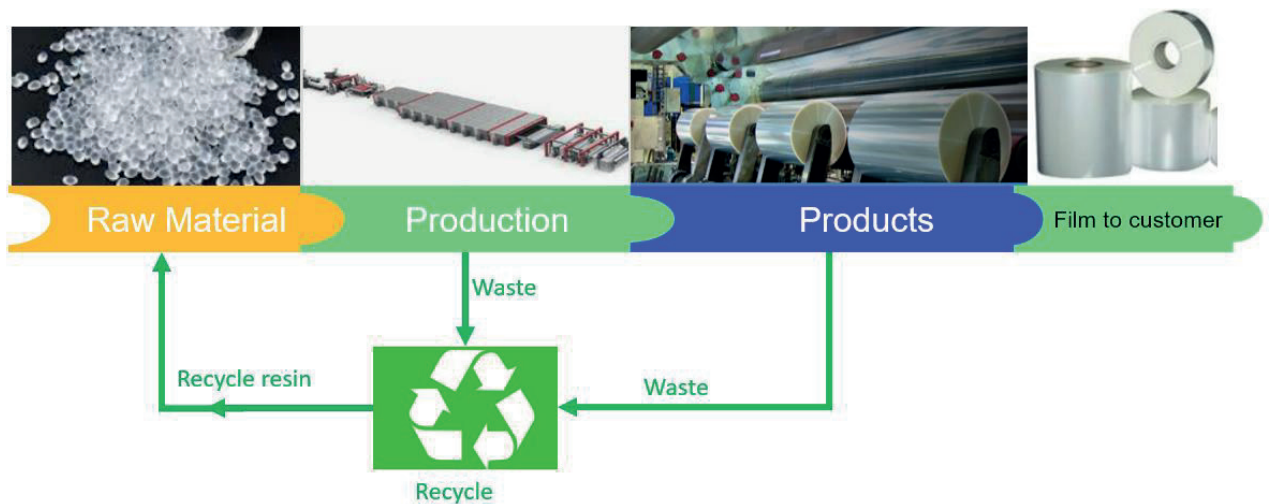 Raw Material
Production
Products
Film to customer
Waste
Recycle resin
Waste
Recycle